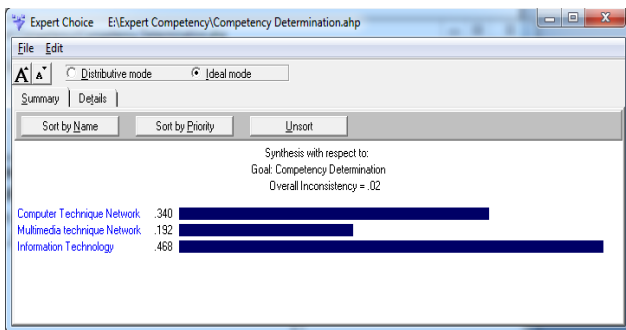 Expert Choice E:\Expert Competency\Competency Determination.ahp
File Edit
A A Distributive mode Ideal mode
Summary Details
Sort by Name Sort by Priority Unsort
Synthesis with respect to:
Goal: Competency Determination
Overall Inconsistency = .02
Computer Technique Network .340
Multimedia technique Network .192
Information Technology .468